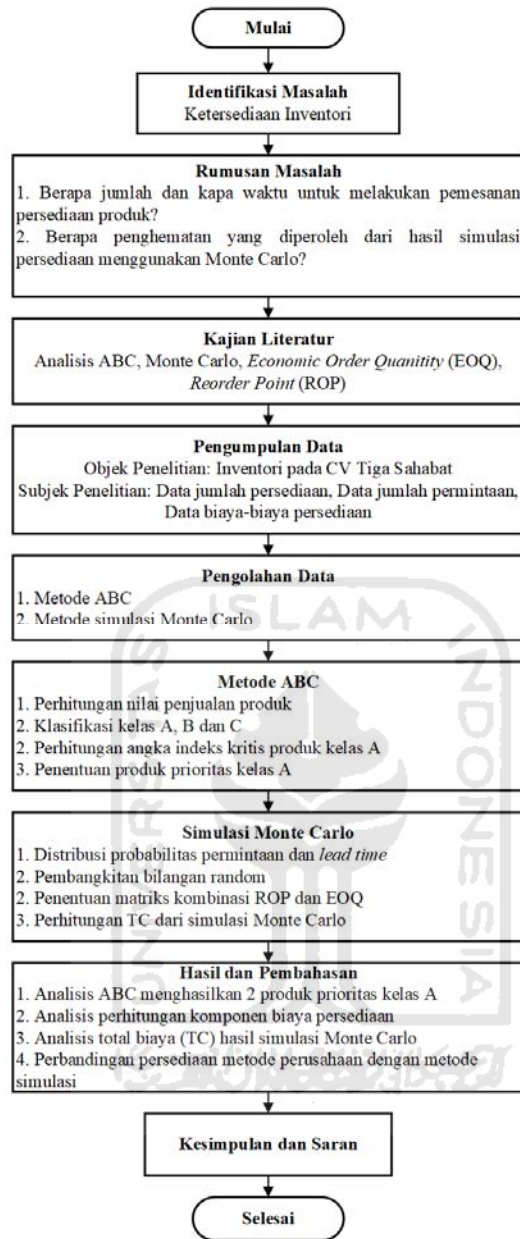 Mulai
Identifikasi Masalah
Ketersediaan Inventori
Rumusan Masalah
1. Berapa jumlah dan kapa waktu untuk melakukan pemesanan
persediaan produk?
2. Berapa penghematan yang diperoleh dari hasil simulasi
persediaan menggunakan Monte Carlo?
Kajian Literatur
Analisis ABC, Monte Carlo, Economic Order Quanitity (EOQ),
Reorder Point (ROP)
Pengumpulan Data
Objek Penelitian: Inventori pada CV Tiga Sahabat
Subjek Penelitian: Data jumlah persediaan, Data jumlah permintaan,
Data biaya-biaya persediaan
Pengolahan Data
1. Metode ABC
2. Metode simulasi Monte Carlo
Metode ABC
1. Perhitungan nilai penjualan produk
2. Klasifikasi kelas A, B dan C
2. Perhitungan angka indeks kritis produk kelas A
3. Penentuan produk prioritas kelas A
Simulasi Monte Carlo
1. Distribusi probabilitas permintaan dan lead time
2. Pembangkitan bilangan random
2. Penentuan matriks kombinasi ROP dan EOQ
3. Perhitungan TC dari simulasi Monte Carlo
Hasil dan Pembahasan
1. Analisis ABC menghasilkan 2 produk prioritas kelas A
2. Analisis perhitungan komponen biaya persediaan
3. Analisis total biaya (TC) hasil simulasi Monte Carlo
4. Perbandingan persediaan metode perusahaan dengan metode
simulasi
Kesimpulan dan Saran
Selesai
UNIVERSITAS
ISLAM
INDONESIA